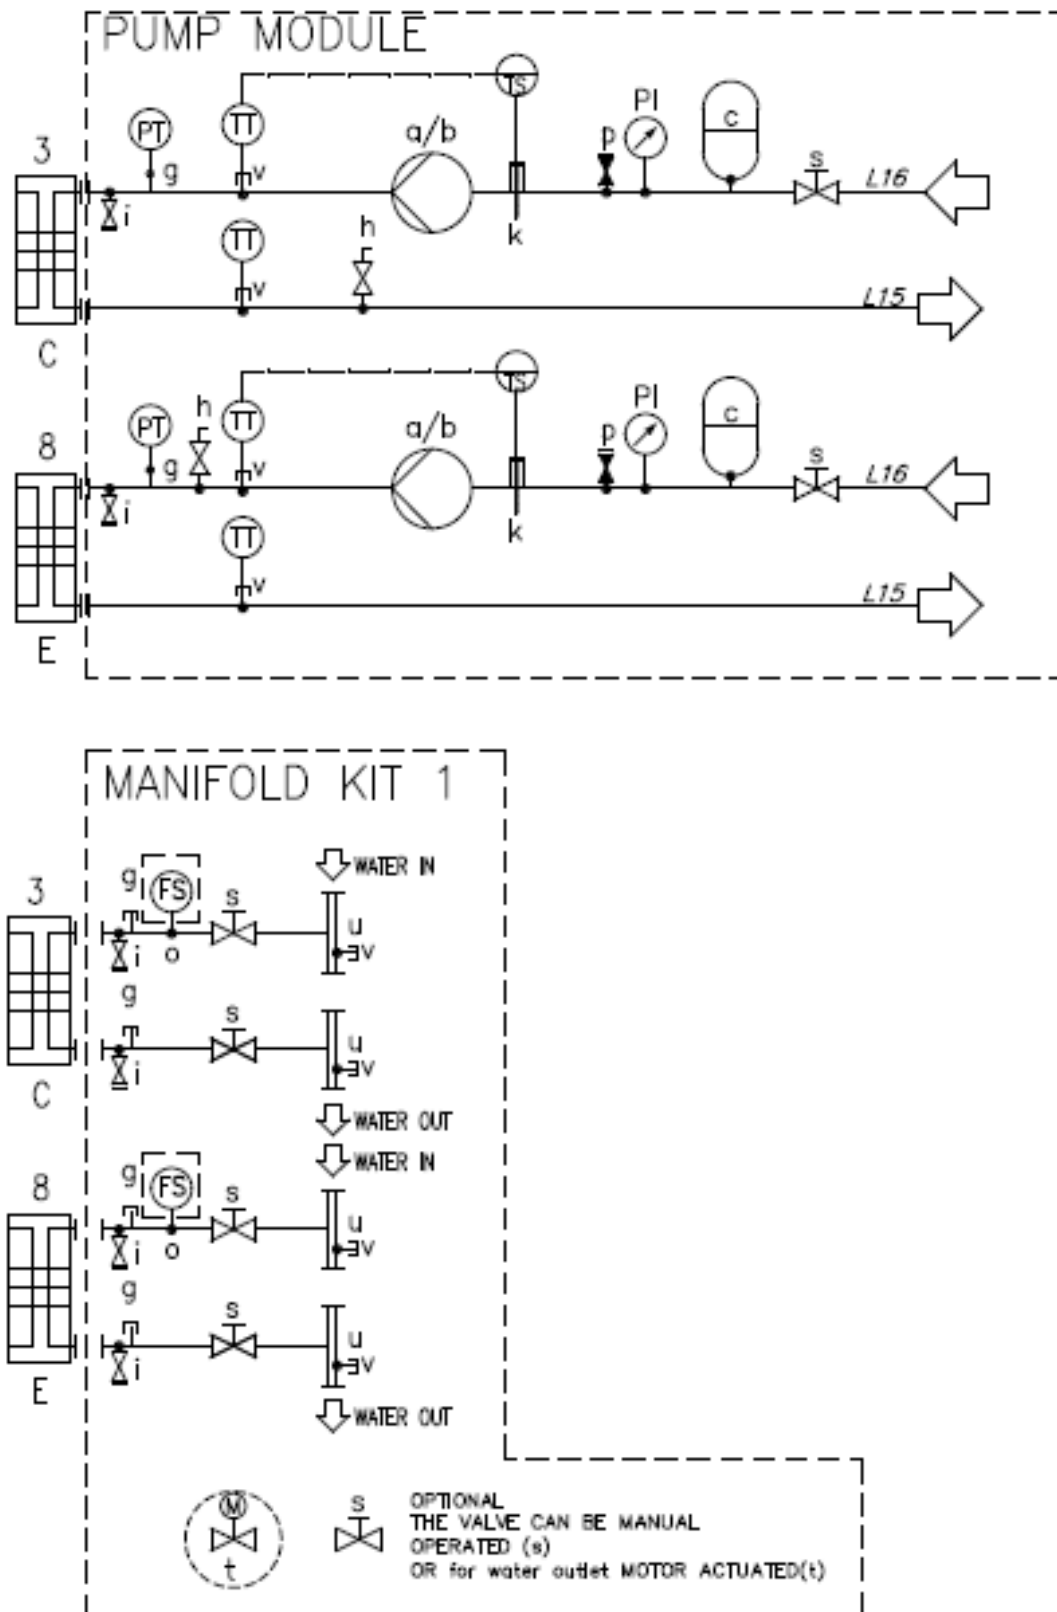 PUMP MODULE
TS
PT
TT
a/b
p
PI
c
s
3
g
v
L16
i
k
TT
h
v
L15
C
TS
h
PT
TT
a/b
p
PI
c
s
8
g
v
L16
i
k
TT
v
L15
E
MANIFOLD KIT 1
WATER IN
3
g
FS
s
u
i
o
v
g
s
u
i
v
C
WATER OUT
WATER IN
8
g
FS
s
u
i
o
v
g
s
u
i
v
E
WATER OUT
M
t
s
OPTIONAL
THE VALVE CAN BE MANUAL
OPERATED (s)
OR for water outlet MOTOR ACTUATED(t)